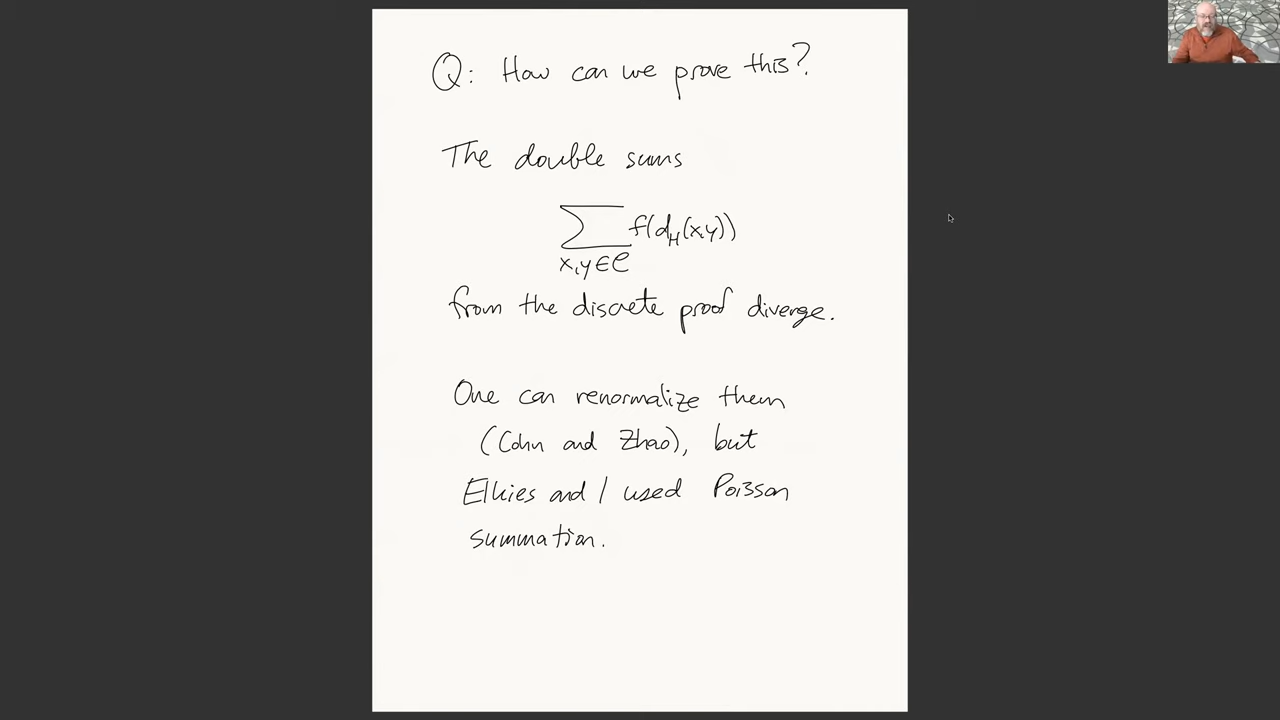 Q: How can we prove this?
The double sums
∑ f(d_H(x,y))
x,y∈C
from the discrete proof diverge.
One can renormalize them
(Cohn and Zhao), but
Elkies and I used Poisson
summation.